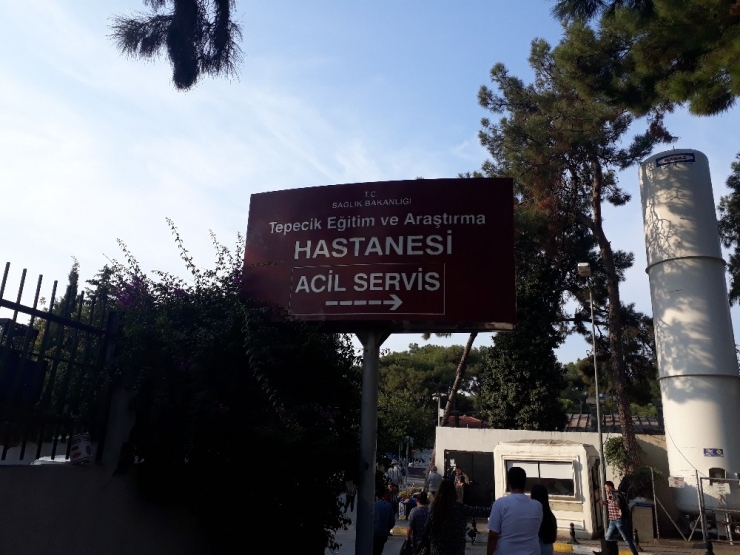 T.C.
SAĞLIK BAKANLIĞI
Tepecik Eğitim ve Araştırma
HASTANESİ
ACİL SERVİS